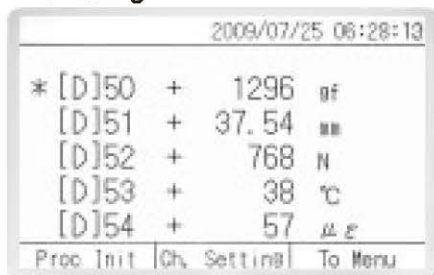 2009/07/25 06:28:13
* [D]50 + 1296 gf
[D]51 + 37.54 mm
[D]52 + 768 N
[D]53 + 38 ℃
[D]54 + 57 με
Proc Init Ch. Setting To Menu